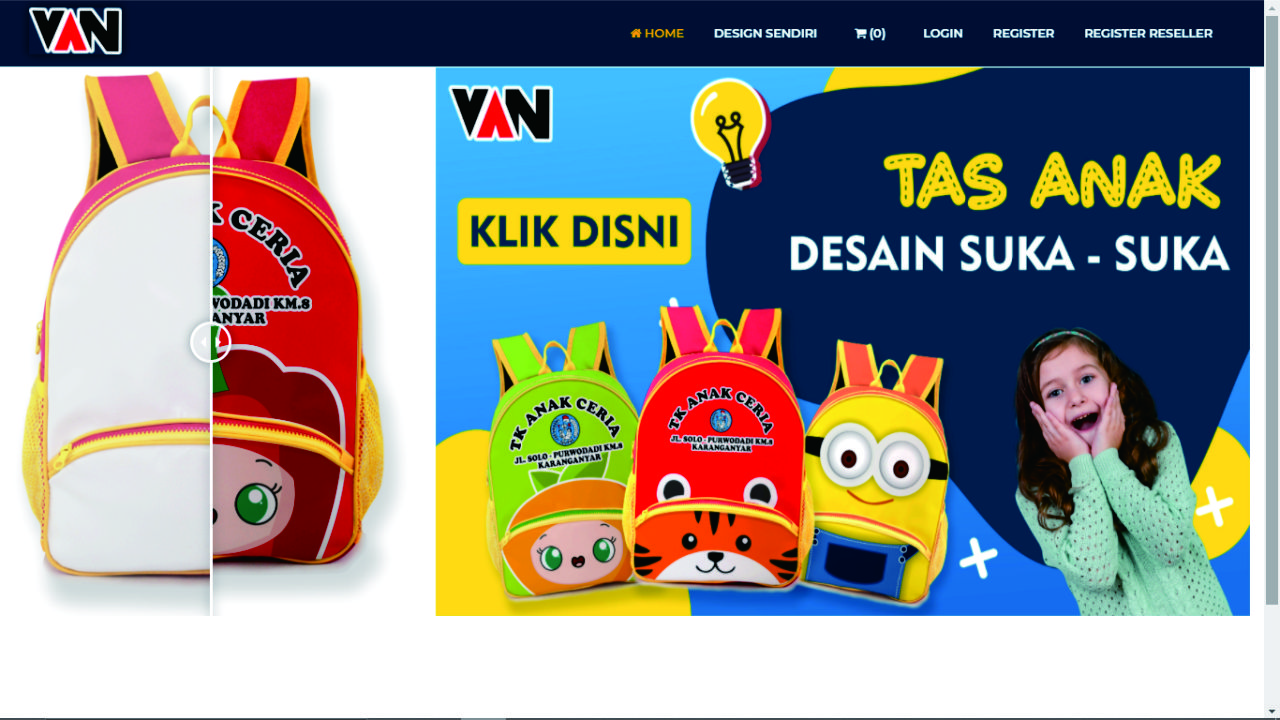 VAN
HOME
DESIGN SENDIRI
(0)
LOGIN
REGISTER
REGISTER RESELLER
K CERIA
WODADI KM.8
ANYAR
VAN
TAS ANAK
DESAIN SUKA - SUKA
KLIK DISNI
TK ANAK CERIA
JL. SOLO - PURWODADI KM.8
KARANGANYAR
TK ANAK CERIA
JL. SOLO - PURWODADI KM.8
KARANGANYAR